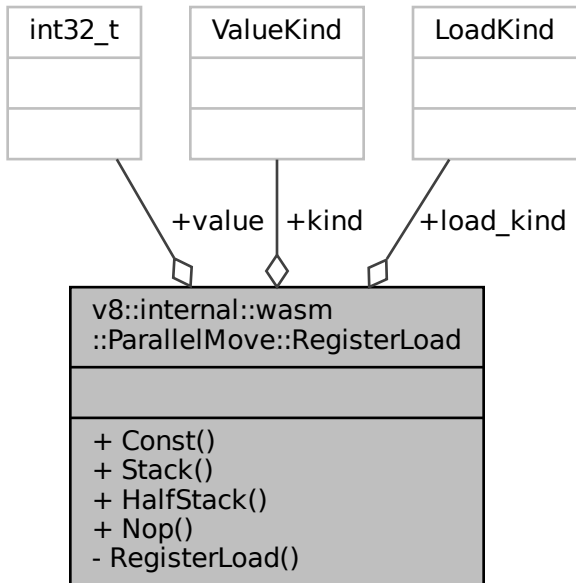 int32_t
ValueKind
LoadKind
+value
+kind
+load_kind
v8::internal::wasm
::ParallelMove::RegisterLoad
+ Const()
+ Stack()
+ HalfStack()
+ Nop()
- RegisterLoad()